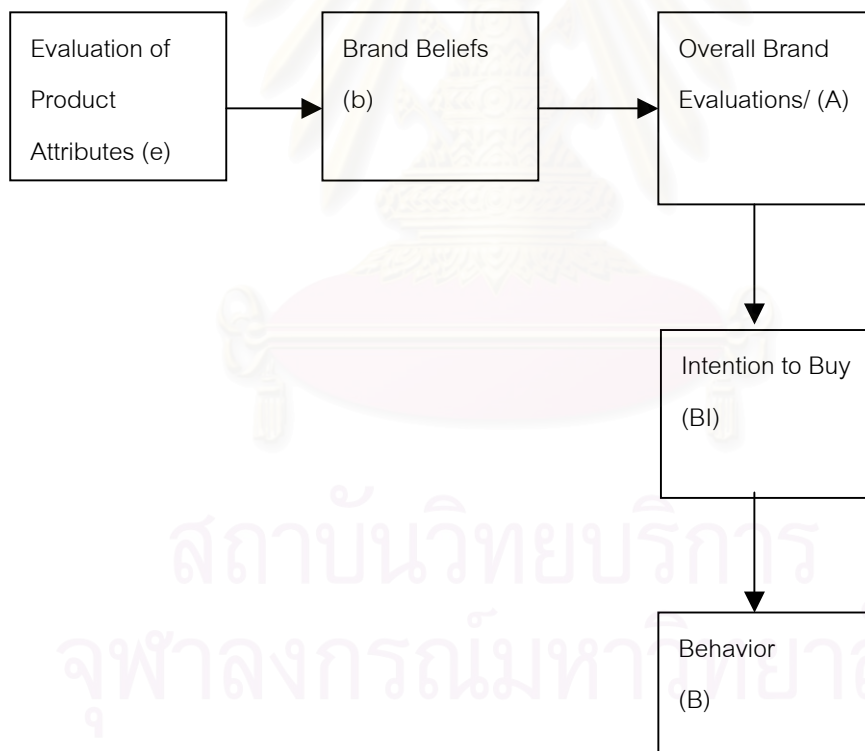 Evaluation of
Product
Attributes (e)
Brand Beliefs
(b)
Overall Brand
Evaluations/ (A)
Intention to Buy
(BI)
Behavior
(B)
สถาบันวิทยบริการ